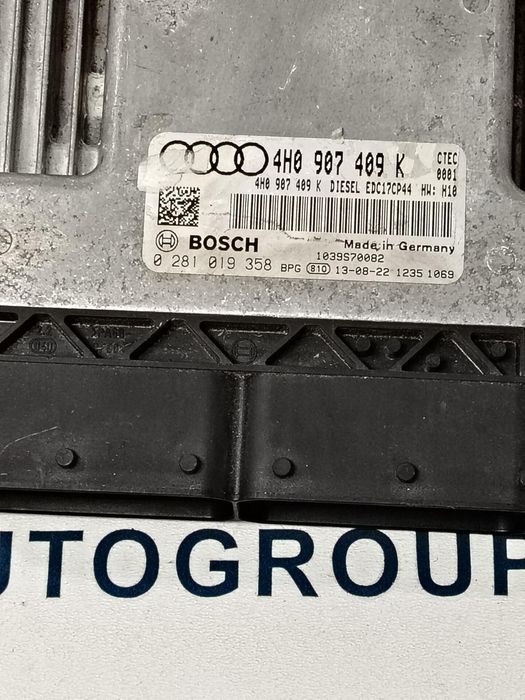 4H0 907 409 K
CTEC
0001
4H0 907 409 K DIESEL EDC17CP44 HW: H10
BOSCH
Made in Germany
1039S70082
0 281 019 358 BPG 810 13-08-22 1235 1069
UTOGROUP